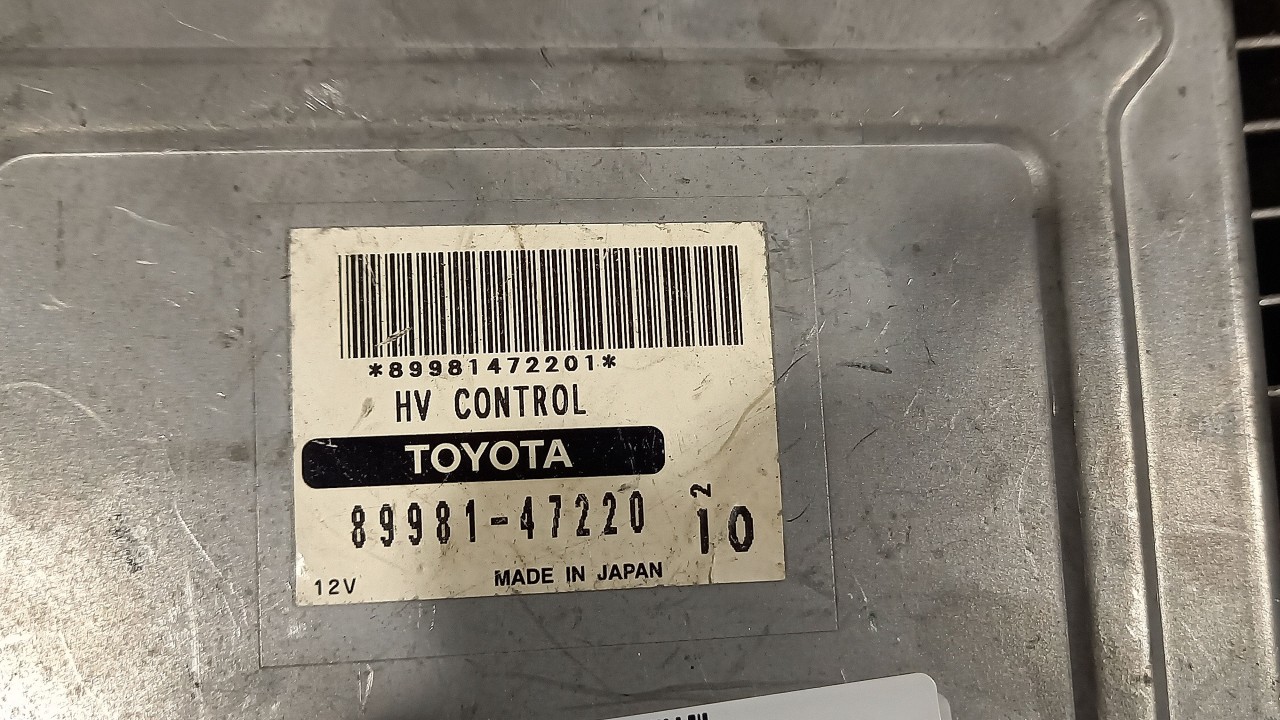 *89981472201*
HV CONTROL
TOYOTA
89981-47220
2
10
12V
MADE IN JAPAN